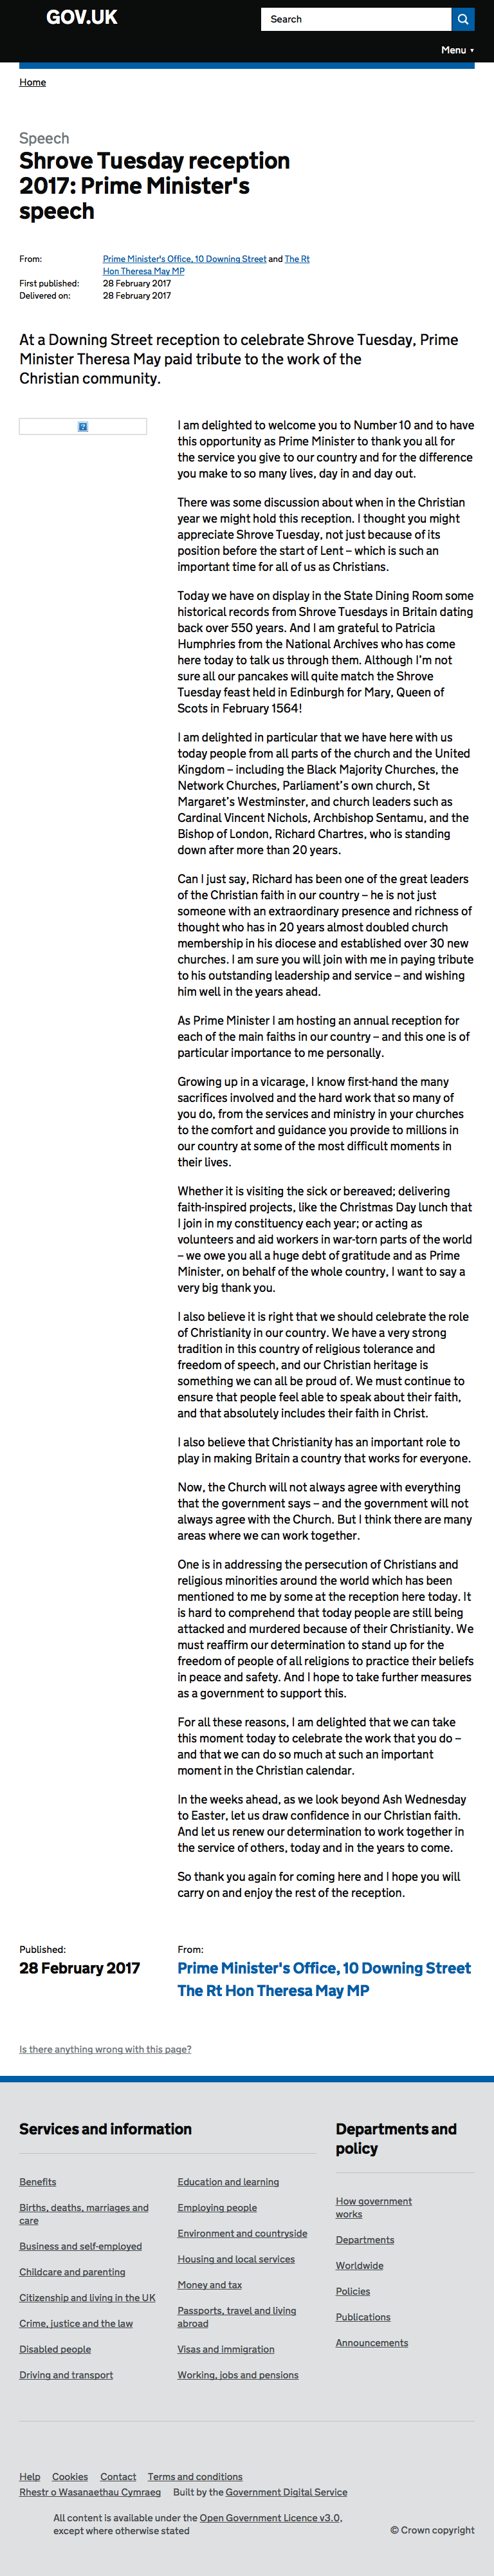 GOV.UK
Search
Menu ▼
Home
Speech
Shrove Tuesday reception
2017: Prime Minister's
speech
From: Prime Minister's Office, 10 Downing Street and The Rt
Hon Theresa May MP
First published: 28 February 2017
Delivered on: 28 February 2017
At a Downing Street reception to celebrate Shrove Tuesday, Prime
Minister Theresa May paid tribute to the work of the
Christian community.
I am delighted to welcome you to Number 10 and to have
this opportunity as Prime Minister to thank you all for
the service you give to our country and for the difference
you make to so many lives, day in and day out.
There was some discussion about when in the Christian
year we might hold this reception. I thought you might
appreciate Shrove Tuesday, not just because of its
position before the start of Lent – which is such an
important time for all of us as Christians.
Today we have on display in the State Dining Room some
historical records from Shrove Tuesdays in Britain dating
back over 550 years. And I am grateful to Patricia
Humphries from the National Archives who has come
here today to talk us through them. Although I'm not
sure all our pancakes will quite match the Shrove
Tuesday feast held in Edinburgh for Mary, Queen of
Scots in February 1564!
I am delighted in particular that we have here with us
today people from all parts of the church and the United
Kingdom – including the Black Majority Churches, the
Network Churches, Parliament's own church, St
Margaret's Westminster, and church leaders such as
Cardinal Vincent Nichols, Archbishop Sentamu, and the
Bishop of London, Richard Chartres, who is standing
down after more than 20 years.
Can I just say, Richard has been one of the great leaders
of the Christian faith in our country – he is not just
someone with an extraordinary presence and richness of
thought who has in 20 years almost doubled church
membership in his diocese and established over 30 new
churches. I am sure you will join with me in paying tribute
to his outstanding leadership and service – and wishing
him well in the years ahead.
As Prime Minister I am hosting an annual reception for
each of the main faiths in our country – and this one is of
particular importance to me personally.
Growing up in a vicarage, I know first-hand the many
sacrifices involved and the hard work that so many of
you do, from the services and ministry in your churches
to the comfort and guidance you provide to millions in
our country at some of the most difficult moments in
their lives.
Whether it is visiting the sick or bereaved; delivering
faith-inspired projects, like the Christmas Day lunch that
I join in my constituency each year; or acting as
volunteers and aid workers in war-torn parts of the world
– we owe you all a huge debt of gratitude and as Prime
Minister, on behalf of the whole country, I want to say a
very big thank you.
I also believe it is right that we should celebrate the role
of Christianity in our country. We have a very strong
tradition in this country of religious tolerance and
freedom of speech, and our Christian heritage is
something we can all be proud of. We must continue to
ensure that people feel able to speak about their faith,
and that absolutely includes their faith in Christ.
I also believe that Christianity has an important role to
play in making Britain a country that works for everyone.
Now, the Church will not always agree with everything
that the government says – and the government will not
always agree with the Church. But I think there are many
areas where we can work together.
One is in addressing the persecution of Christians and
religious minorities around the world which has been
mentioned to me by some at the reception here today. It
is hard to comprehend that today people are still being
attacked and murdered because of their Christianity. We
must reaffirm our determination to stand up for the
freedom of people of all religions to practice their beliefs
in peace and safety. And I hope to take further measures
as a government to support this.
For all these reasons, I am delighted that we can take
this moment today to celebrate the work that you do –
and that we can do so much at such an important
moment in the Christian calendar.
In the weeks ahead, as we look beyond Ash Wednesday
to Easter, let us draw confidence in our Christian faith.
And let us renew our determination to work together in
the service of others, today and in the years to come.
So thank you again for coming here and I hope you will
carry on and enjoy the rest of the reception.
Published:
28 February 2017
From:
Prime Minister's Office, 10 Downing Street
The Rt Hon Theresa May MP
Is there anything wrong with this page?
Services and information
Benefits
Births, deaths, marriages and
care
Business and self-employed
Childcare and parenting
Citizenship and living in the UK
Crime, justice and the law
Disabled people
Driving and transport
Education and learning
Employing people
Environment and countryside
Housing and local services
Money and tax
Passports, travel and living
abroad
Visas and immigration
Working, jobs and pensions
Departments and
policy
How government
works
Departments
Worldwide
Policies
Publications
Announcements
Help Cookies Contact Terms and conditions
Rhestr o Wasanaethau Cymraeg Built by the Government Digital Service
All content is available under the Open Government Licence v3.0,
except where otherwise stated
© Crown copyright